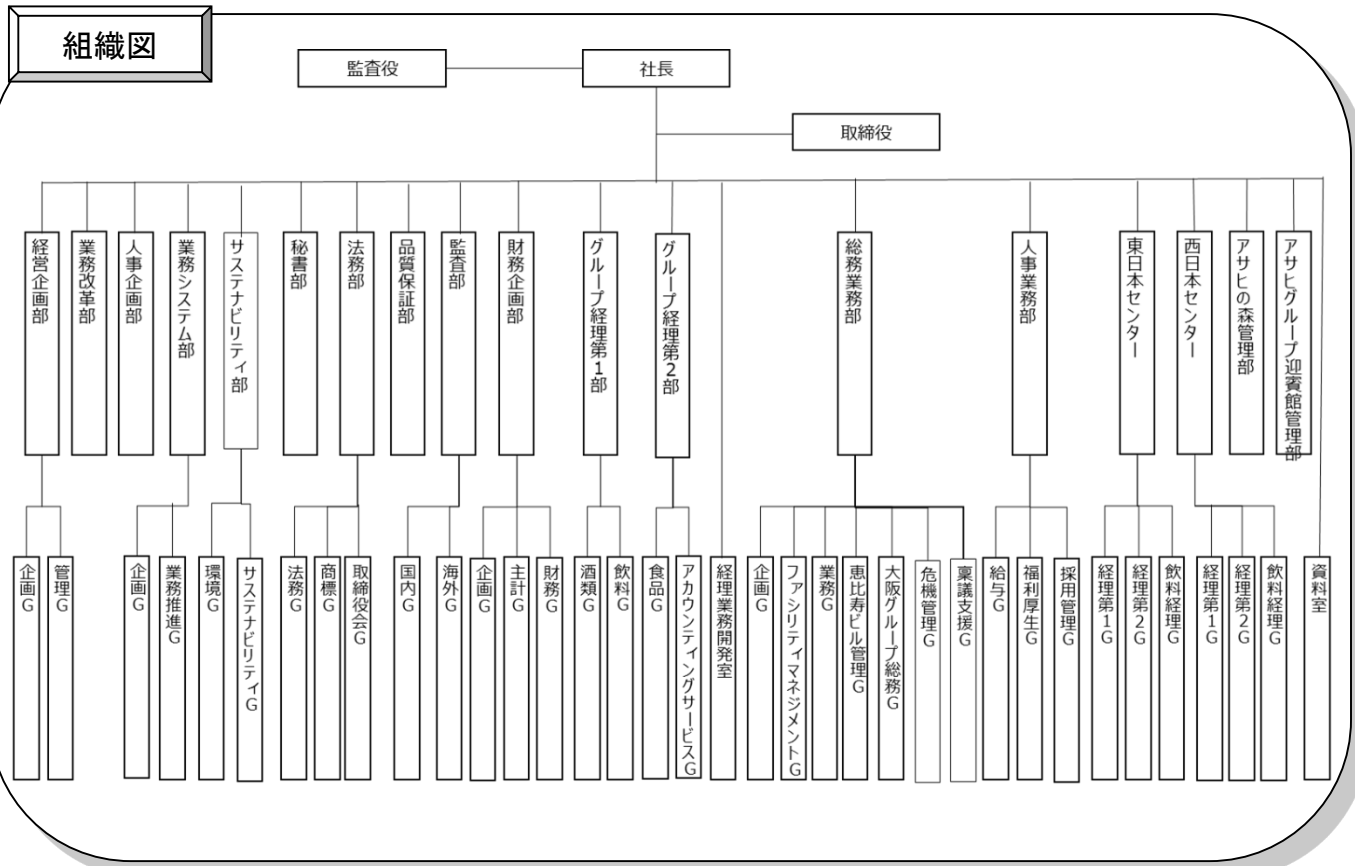 組織図
監査役
社長
取締役
経営企画部
業務改革部
人事企画部
業務システム部
サステナビリティ部
秘書部
法務部
品質保証部
監査部
財務企画部
グループ経理第1部
グループ経理第2部
総務業務部
人事業務部
東日本センター
西日本センター
アサヒの森管理部
アサヒグループ迎賓館管理部
企画G
管理G
企画G
業務推進G
環境G
サステナビリティG
法務G
商標G
取締役会G
国内G
海外G
企画G
主計G
財務G
酒類G
飲料G
食品G
アカウンティングサービスG
経理業務開発室
企画G
ファシリティマネジメントG
業務G
恵比寿ビル管理G
大阪グループ総務G
危機管理G
稟議支援G
給与G
福利厚生G
採用管理G
経理第1G
経理第2G
飲料経理G
経理第1G
経理第2G
飲料経理G
資料室